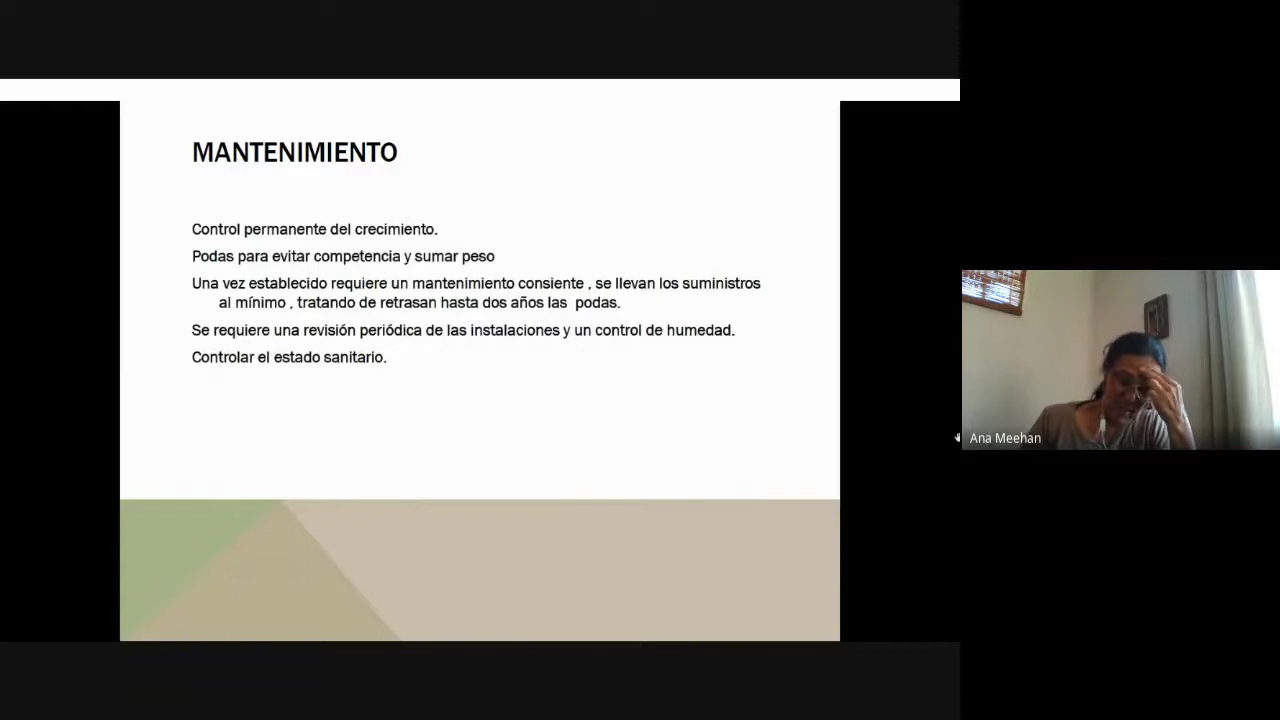 MANTENIMIENTO
Control permanente del crecimiento.
Podas para evitar competencia y sumar peso
Una vez establecido requiere un mantenimiento consiente , se llevan los suministros
al mínimo , tratando de retrasan hasta dos años las podas.
Se requiere una revisión periódica de las instalaciones y un control de humedad.
Controlar el estado sanitario.
Ana Meehan